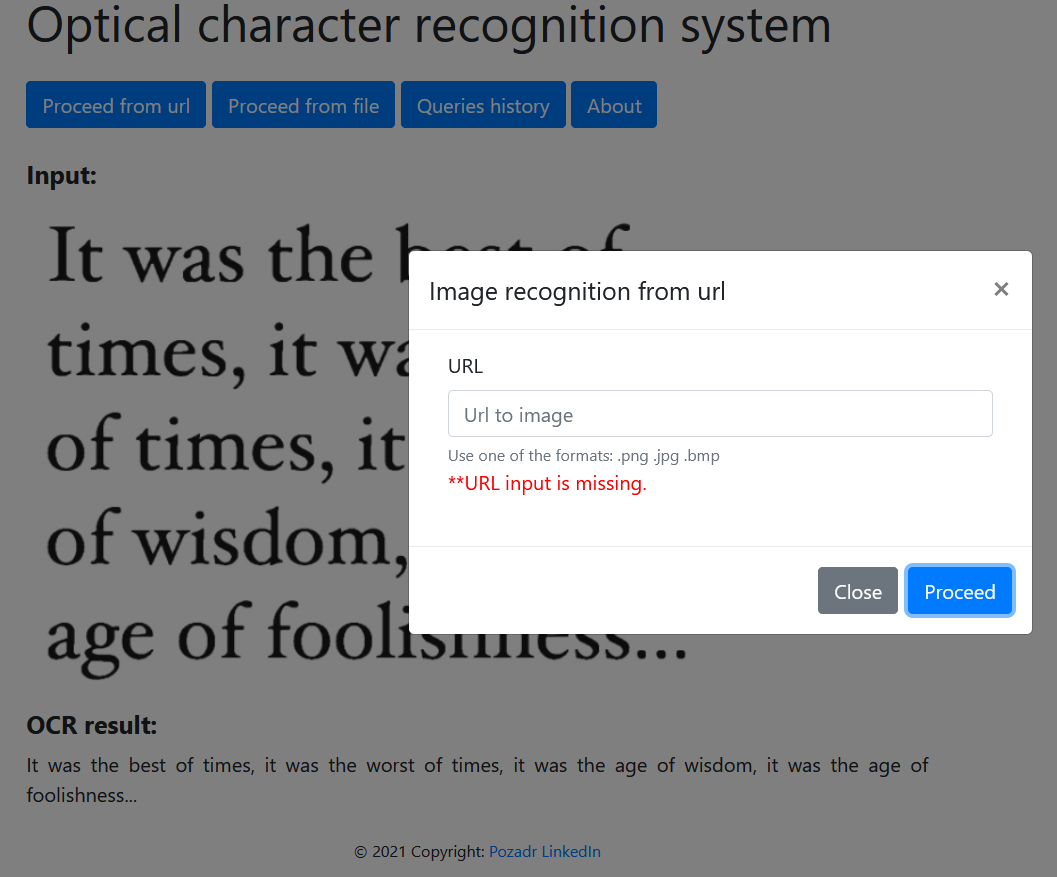 Optical character recognition system
Proceed from url Proceed from file Queries history About
Input:
It was the best of
times, it wa
of times, it
of wisdom,
age of foolishness...
Image recognition from url ×
URL
Url to image
Use one of the formats: .png .jpg .bmp
**URL input is missing.
Close Proceed
OCR result:
It was the best of times, it was the worst of times, it was the age of wisdom, it was the age of
foolishness...
© 2021 Copyright: Pozadr LinkedIn